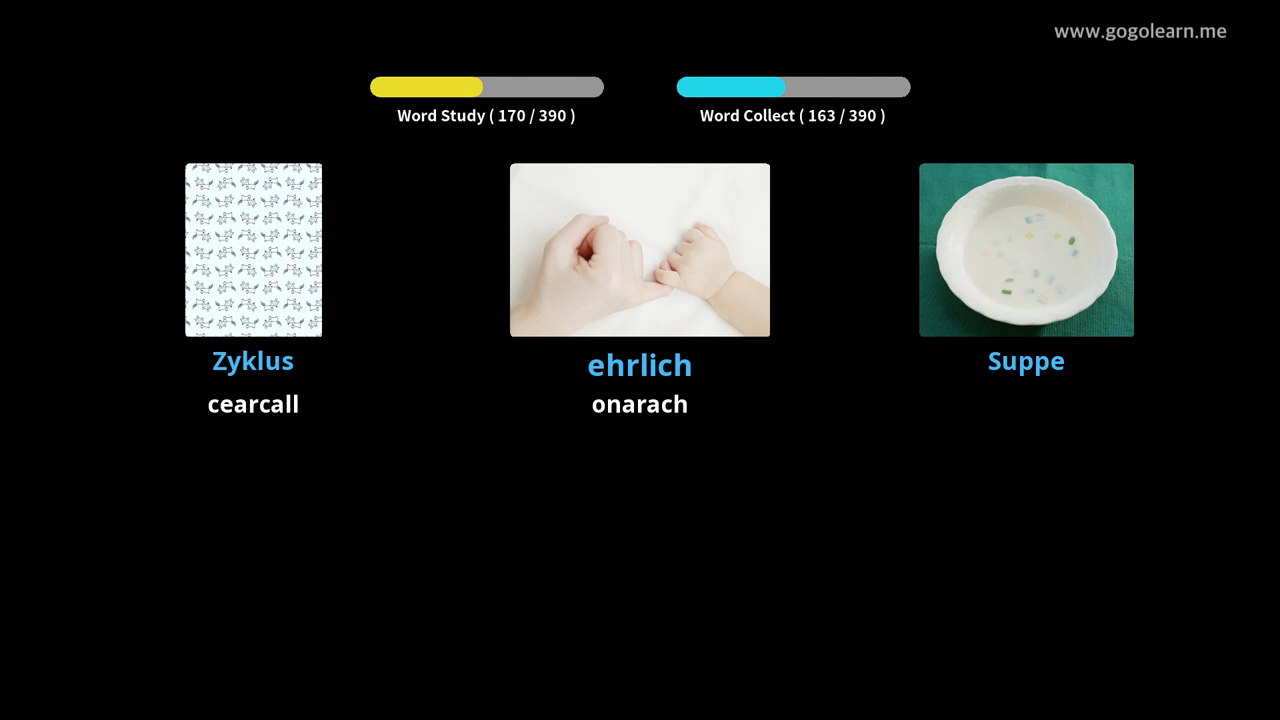 www.gogolearn.me
Word Study ( 170 / 390 )
Word Collect ( 163 / 390 )
Zyklus
ehrlich
Suppe
cearcall
onarach